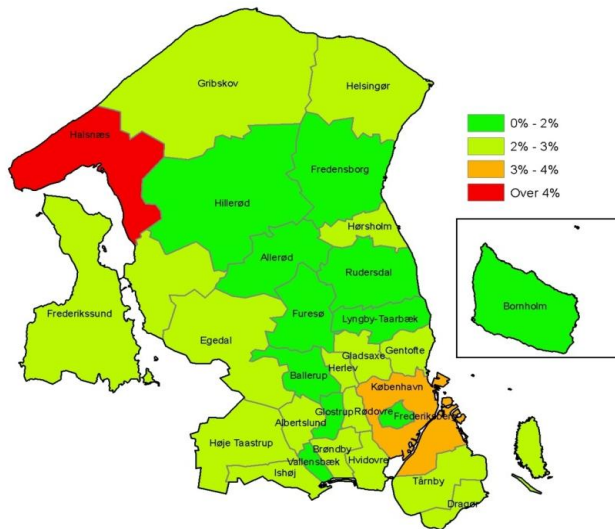 Gribskov
Helsingør
Halsnæs
Fredensborg
Hillerød
Hørsholm
Allerød
Rudersdal
Frederikssund
Furesø
Lyngby-Taarbæk
Egedal
Gladsaxe
Gentofte
Herlev
Ballerup
København
Glostrup
Rødovre
Frederiksberg
Albertslund
Høje Taastrup
Brøndby
Hvidovre
Vallensbæk
Ishøj
Tårnby
Dragør
0% - 2%
2% - 3%
3% - 4%
Over 4%
Bornholm